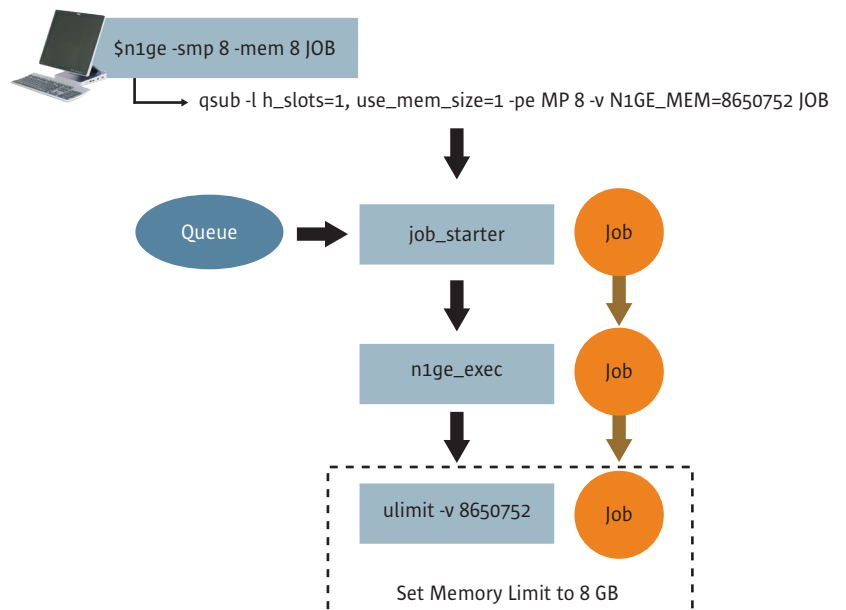 $n1ge -smp 8 -mem 8 JOB
qsub -l h_slots=1, use_mem_size=1 -pe MP 8 -v N1GE_MEM=8650752 JOB
Queue
job_starter
Job
n1ge_exec
Job
ulimit -v 8650752
Job
Set Memory Limit to 8 GB